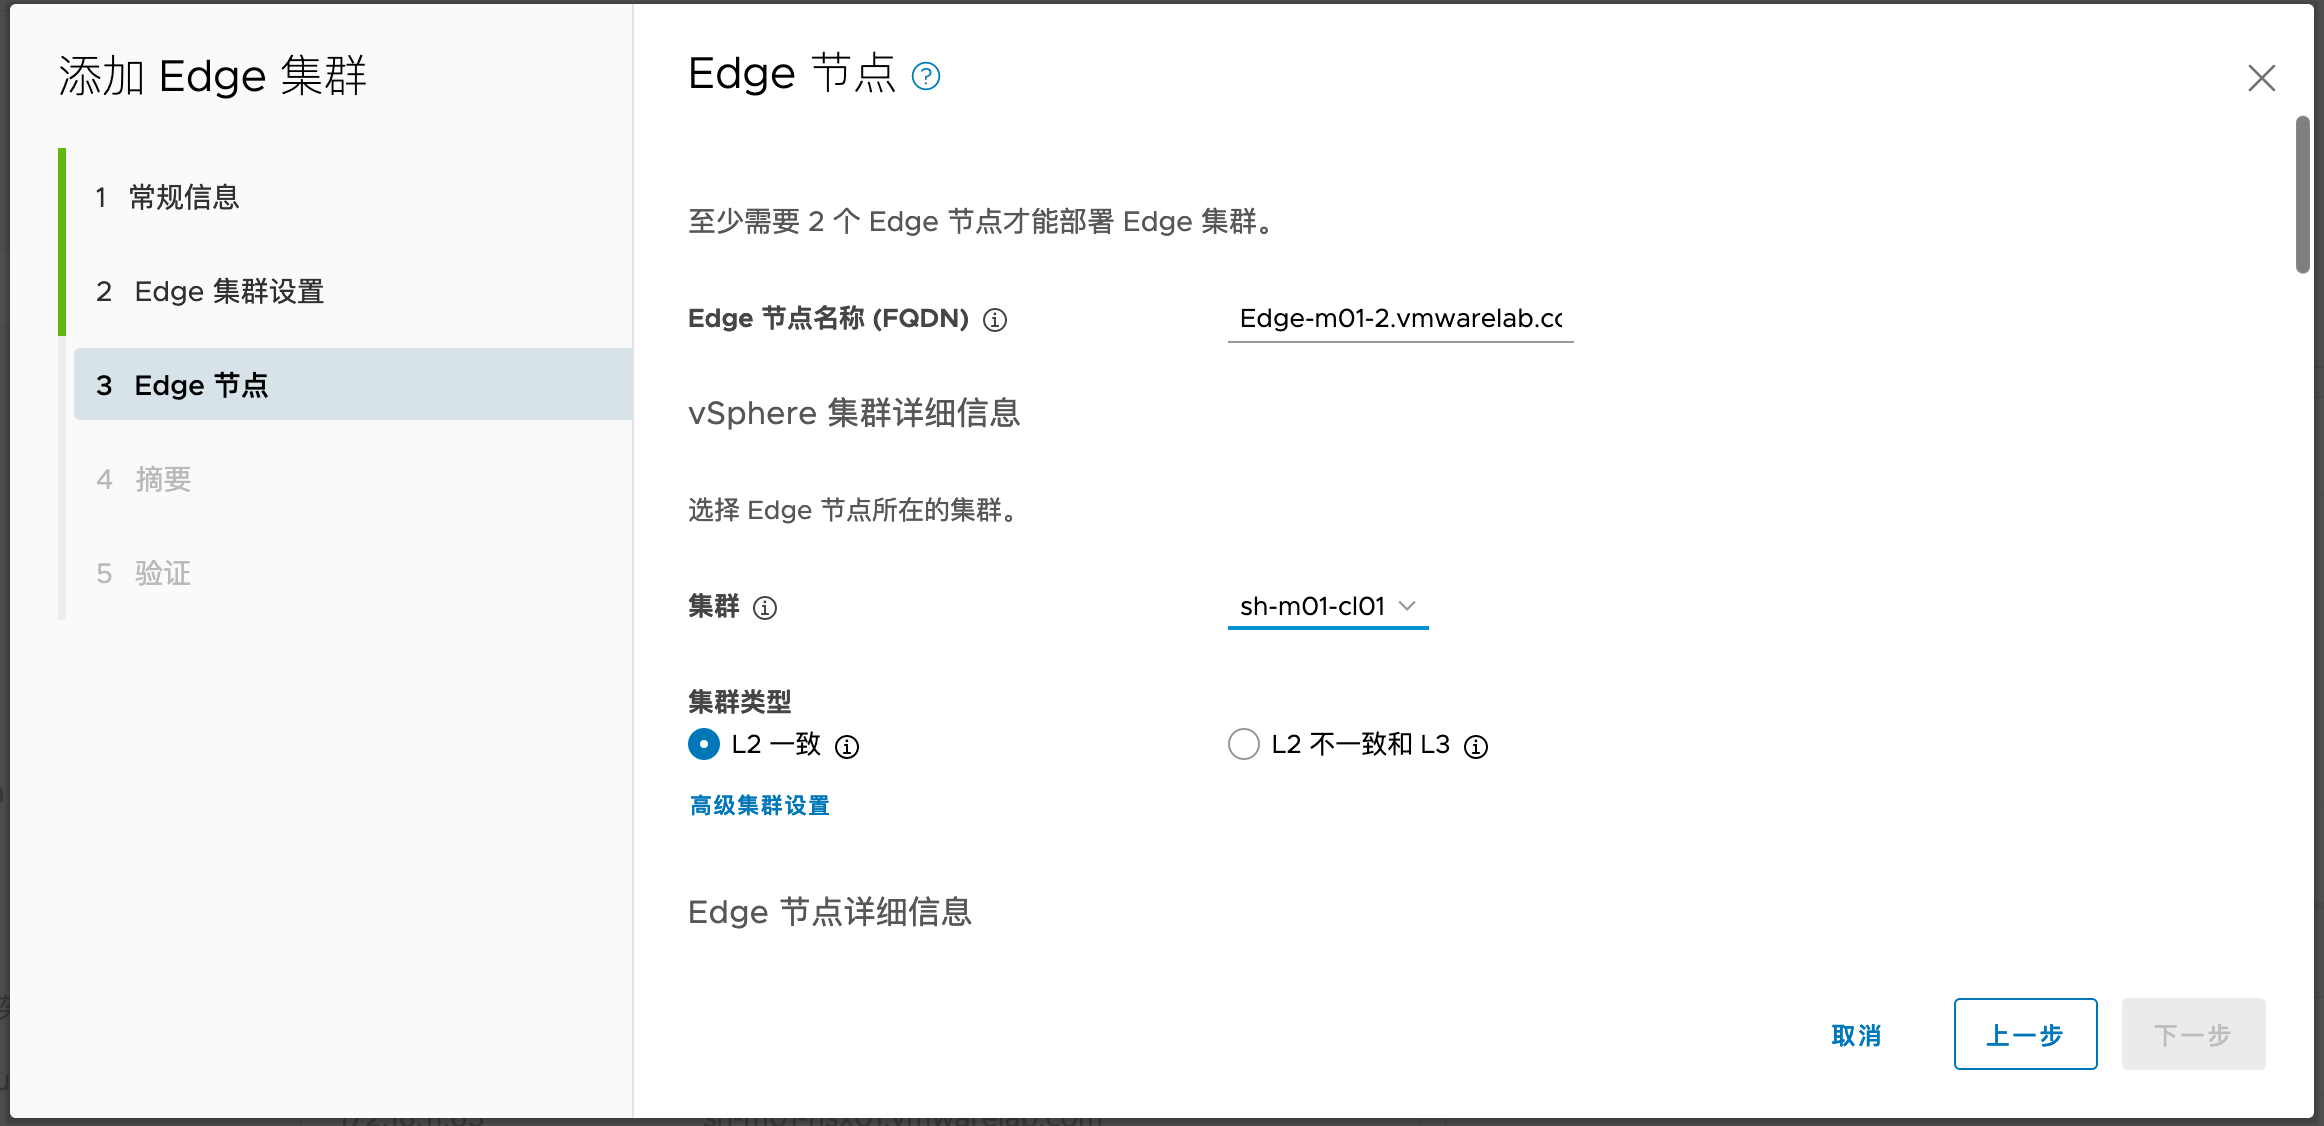 添加 Edge 集群
1 常规信息
2 Edge 集群设置
3 Edge 节点
4 摘要
5 验证
Edge 节点
至少需要 2 个 Edge 节点才能部署 Edge 集群。
Edge 节点名称 (FQDN)
Edge-m01-2.vmwarelab.cc
vSphere 集群详细信息
选择 Edge 节点所在的集群。
集群
sh-m01-cl01
集群类型
L2 一致
L2 不一致和 L3
高级集群设置
Edge 节点详细信息
取消
上一步
下一步